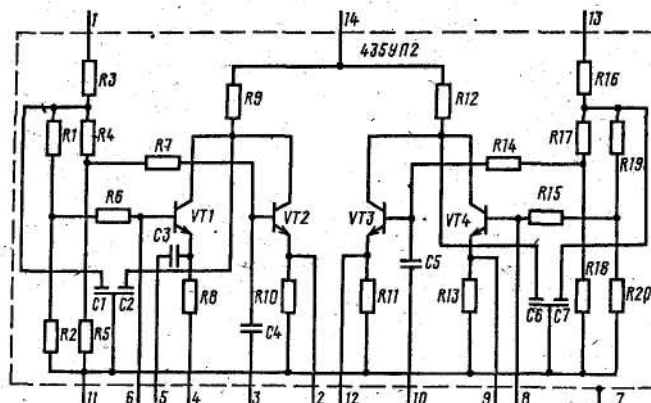 1 14 13
435УП2
R3 R9 R12 R16
R1 R4 R7 R14 R17 R19
R6 VT1 VT2 VT3 VT4 R15
C3 C5
C1 C2 R8 R10 R11 R13 C6 C7 R18 R20
R2 R5 C4
11 6 5 4 3 2 12 10 9 8 7